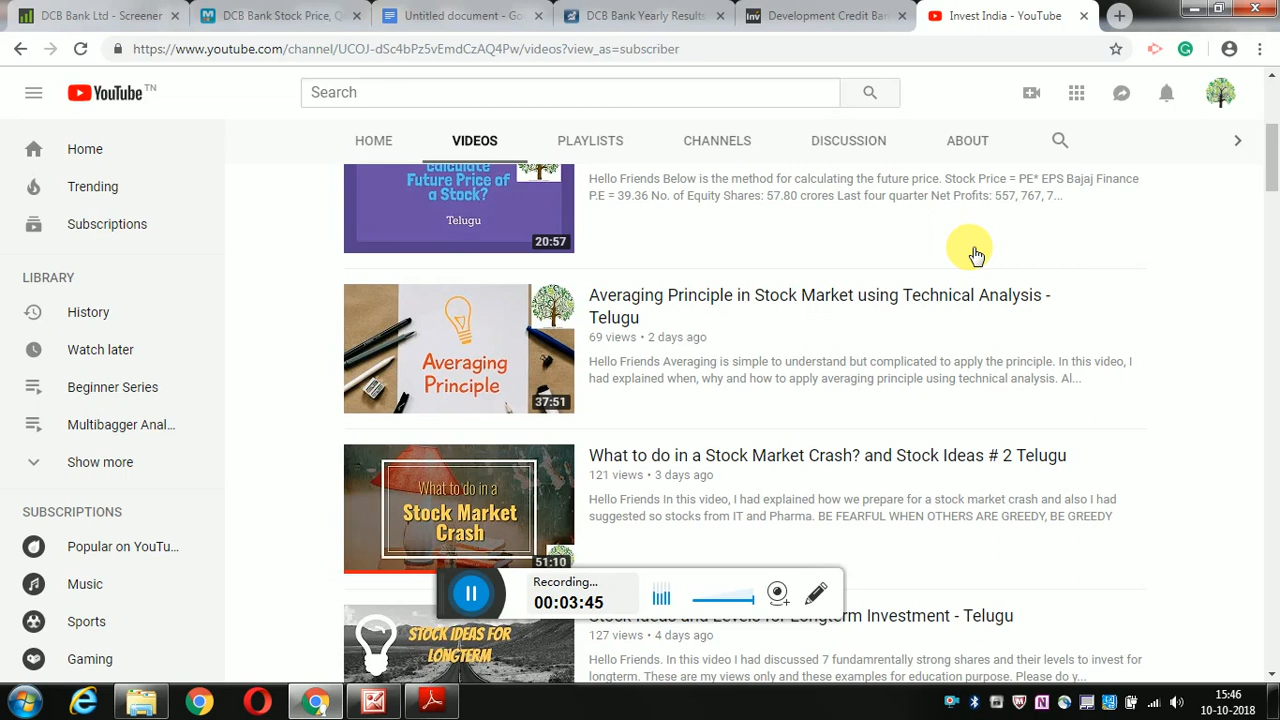 DCB Bank Ltd - Screener
DCB Bank Stock Price, Q
Untitled document - Go
DCB Bank Yearly Results
Development Credit Ban
Invest India - YouTube
https://www.youtube.com/channel/UCOJ-dSc4bPz5vEmdCzAQ4Pw/videos?view_as=subscriber
YouTube TN
Search
HOME
VIDEOS
PLAYLISTS
CHANNELS
DISCUSSION
ABOUT
Home
Trending
Subscriptions
LIBRARY
History
Watch later
Beginner Series
Multibagger Anal...
Show more
SUBSCRIPTIONS
Popular on YouTu...
Music
Sports
Gaming
Calculate
Future Price of
a Stock?
Telugu
20:57
Hello Friends Below is the method for calculating the future price. Stock Price = PE* EPS Bajaj Finance
P.E = 39.36 No. of Equity Shares: 57.80 crores Last four quarter Net Profits: 557, 767, 7...
Averaging
Principle
37:51
Averaging Principle in Stock Market using Technical Analysis -
Telugu
69 views • 2 days ago
Hello Friends Averaging is simple to understand but complicated to apply the principle. In this video, I
had explained when, why and how to apply averaging principle using technical analysis. Al...
What to do in a
Stock Market
Crash
51:10
What to do in a Stock Market Crash? and Stock Ideas # 2 Telugu
121 views • 3 days ago
Hello Friends In this video, I had explained how we prepare for a stock market crash and also I had
suggested so stocks from IT and Pharma. BE FEARFUL WHEN OTHERS ARE GREEDY, BE GREEDY
Recording...
00:03:45
STOCK IDEAS FOR
LONGTERM
Stock Ideas and Levels for Longterm Investment - Telugu
127 views • 4 days ago
Hello Friends. In this video I had discussed 7 fundamentally strong shares and their levels to invest for
longterm. These are my views only and these examples for education purpose. Please do y...
15:46
10-10-2018